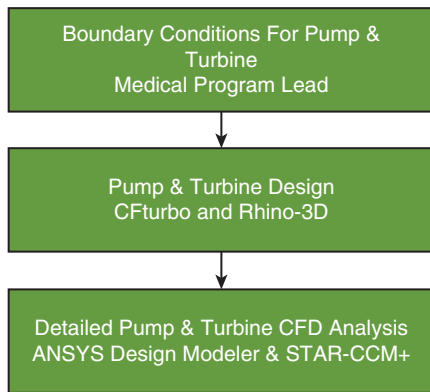 Boundary Conditions For Pump &
Turbine
Medical Program Lead
Pump & Turbine Design
CFturbo and Rhino-3D
Detailed Pump & Turbine CFD Analysis
ANSYS Design Modeler & STAR-CCM+